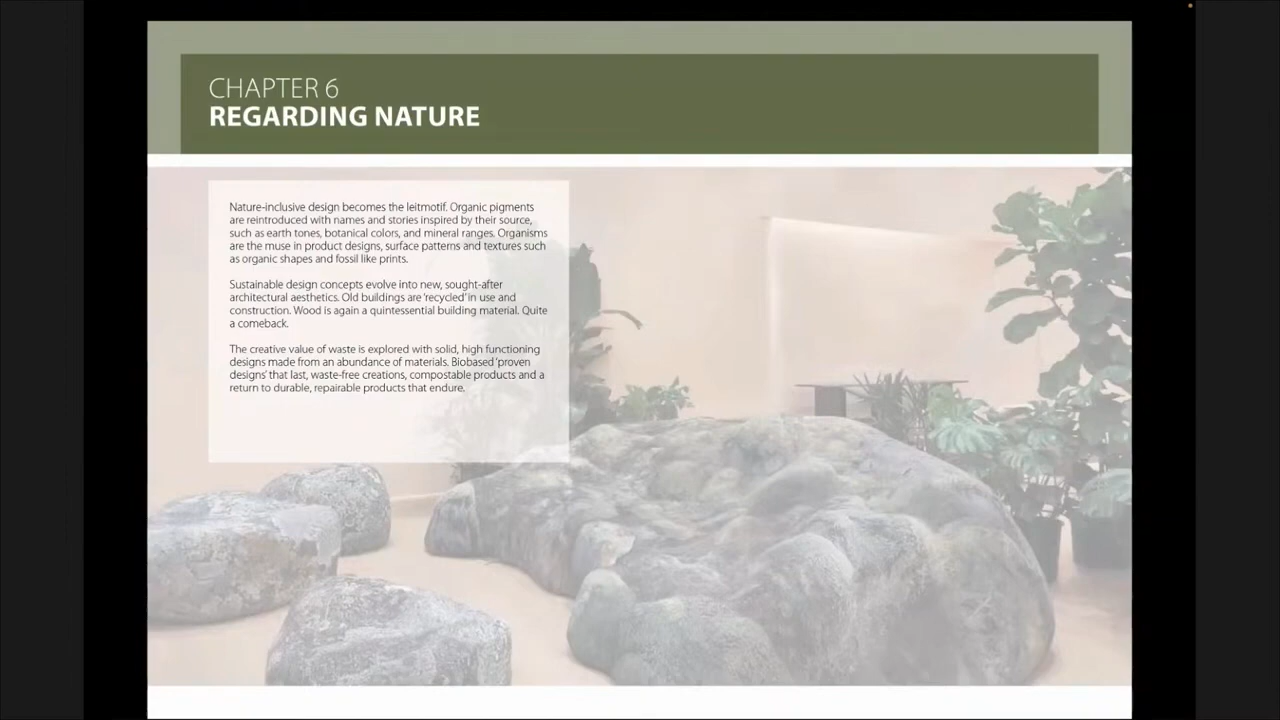 CHAPTER 6
REGARDING NATURE
Nature-inclusive design becomes the leitmotif. Organic pigments
are reintroduced with names and stories inspired by their source,
such as earth tones, botanical colors, and mineral ranges. Organisms
are the muse in product designs, surface patterns and textures such
as organic shapes and fossil like prints.
Sustainable design concepts evolve into new, sought-after
architectural aesthetics. Old buildings are 'recycled' in use and
construction. Wood is again a quintessential building material. Quite
a comeback.
The creative value of waste is explored with solid, high functioning
designs made from an abundance of materials. Biobased 'proven
designs' that last, waste-free creations, compostable products and a
return to durable, repairable products that endure.